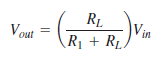 V_out = (R_L / (R_1 + R_L)) V_in